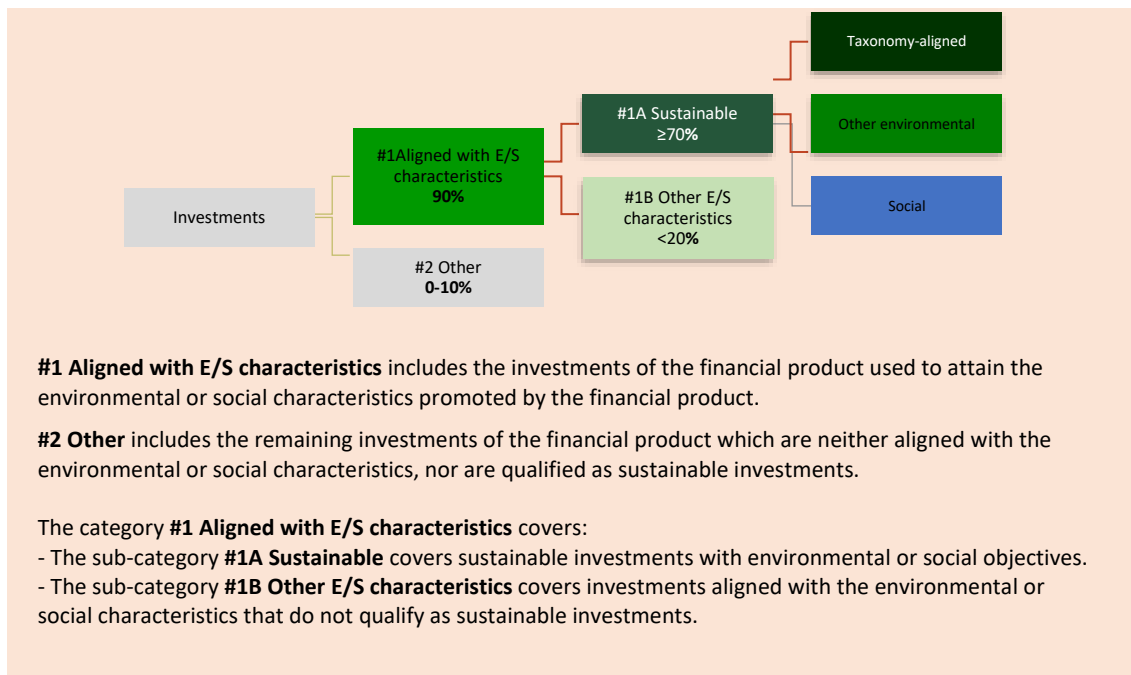 Taxonomy-aligned
#1A Sustainable
≥70%
Other environmental
#1Aligned with E/S
characteristics
90%
#1B Other E/S
characteristics
<20%
Social
Investments
#2 Other
0-10%
#1 Aligned with E/S characteristics includes the investments of the financial product used to attain the
environmental or social characteristics promoted by the financial product.
#2 Other includes the remaining investments of the financial product which are neither aligned with the
environmental or social characteristics, nor are qualified as sustainable investments.
The category #1 Aligned with E/S characteristics covers:
- The sub-category #1A Sustainable covers sustainable investments with environmental or social objectives.
- The sub-category #1B Other E/S characteristics covers investments aligned with the environmental or
social characteristics that do not qualify as sustainable investments.